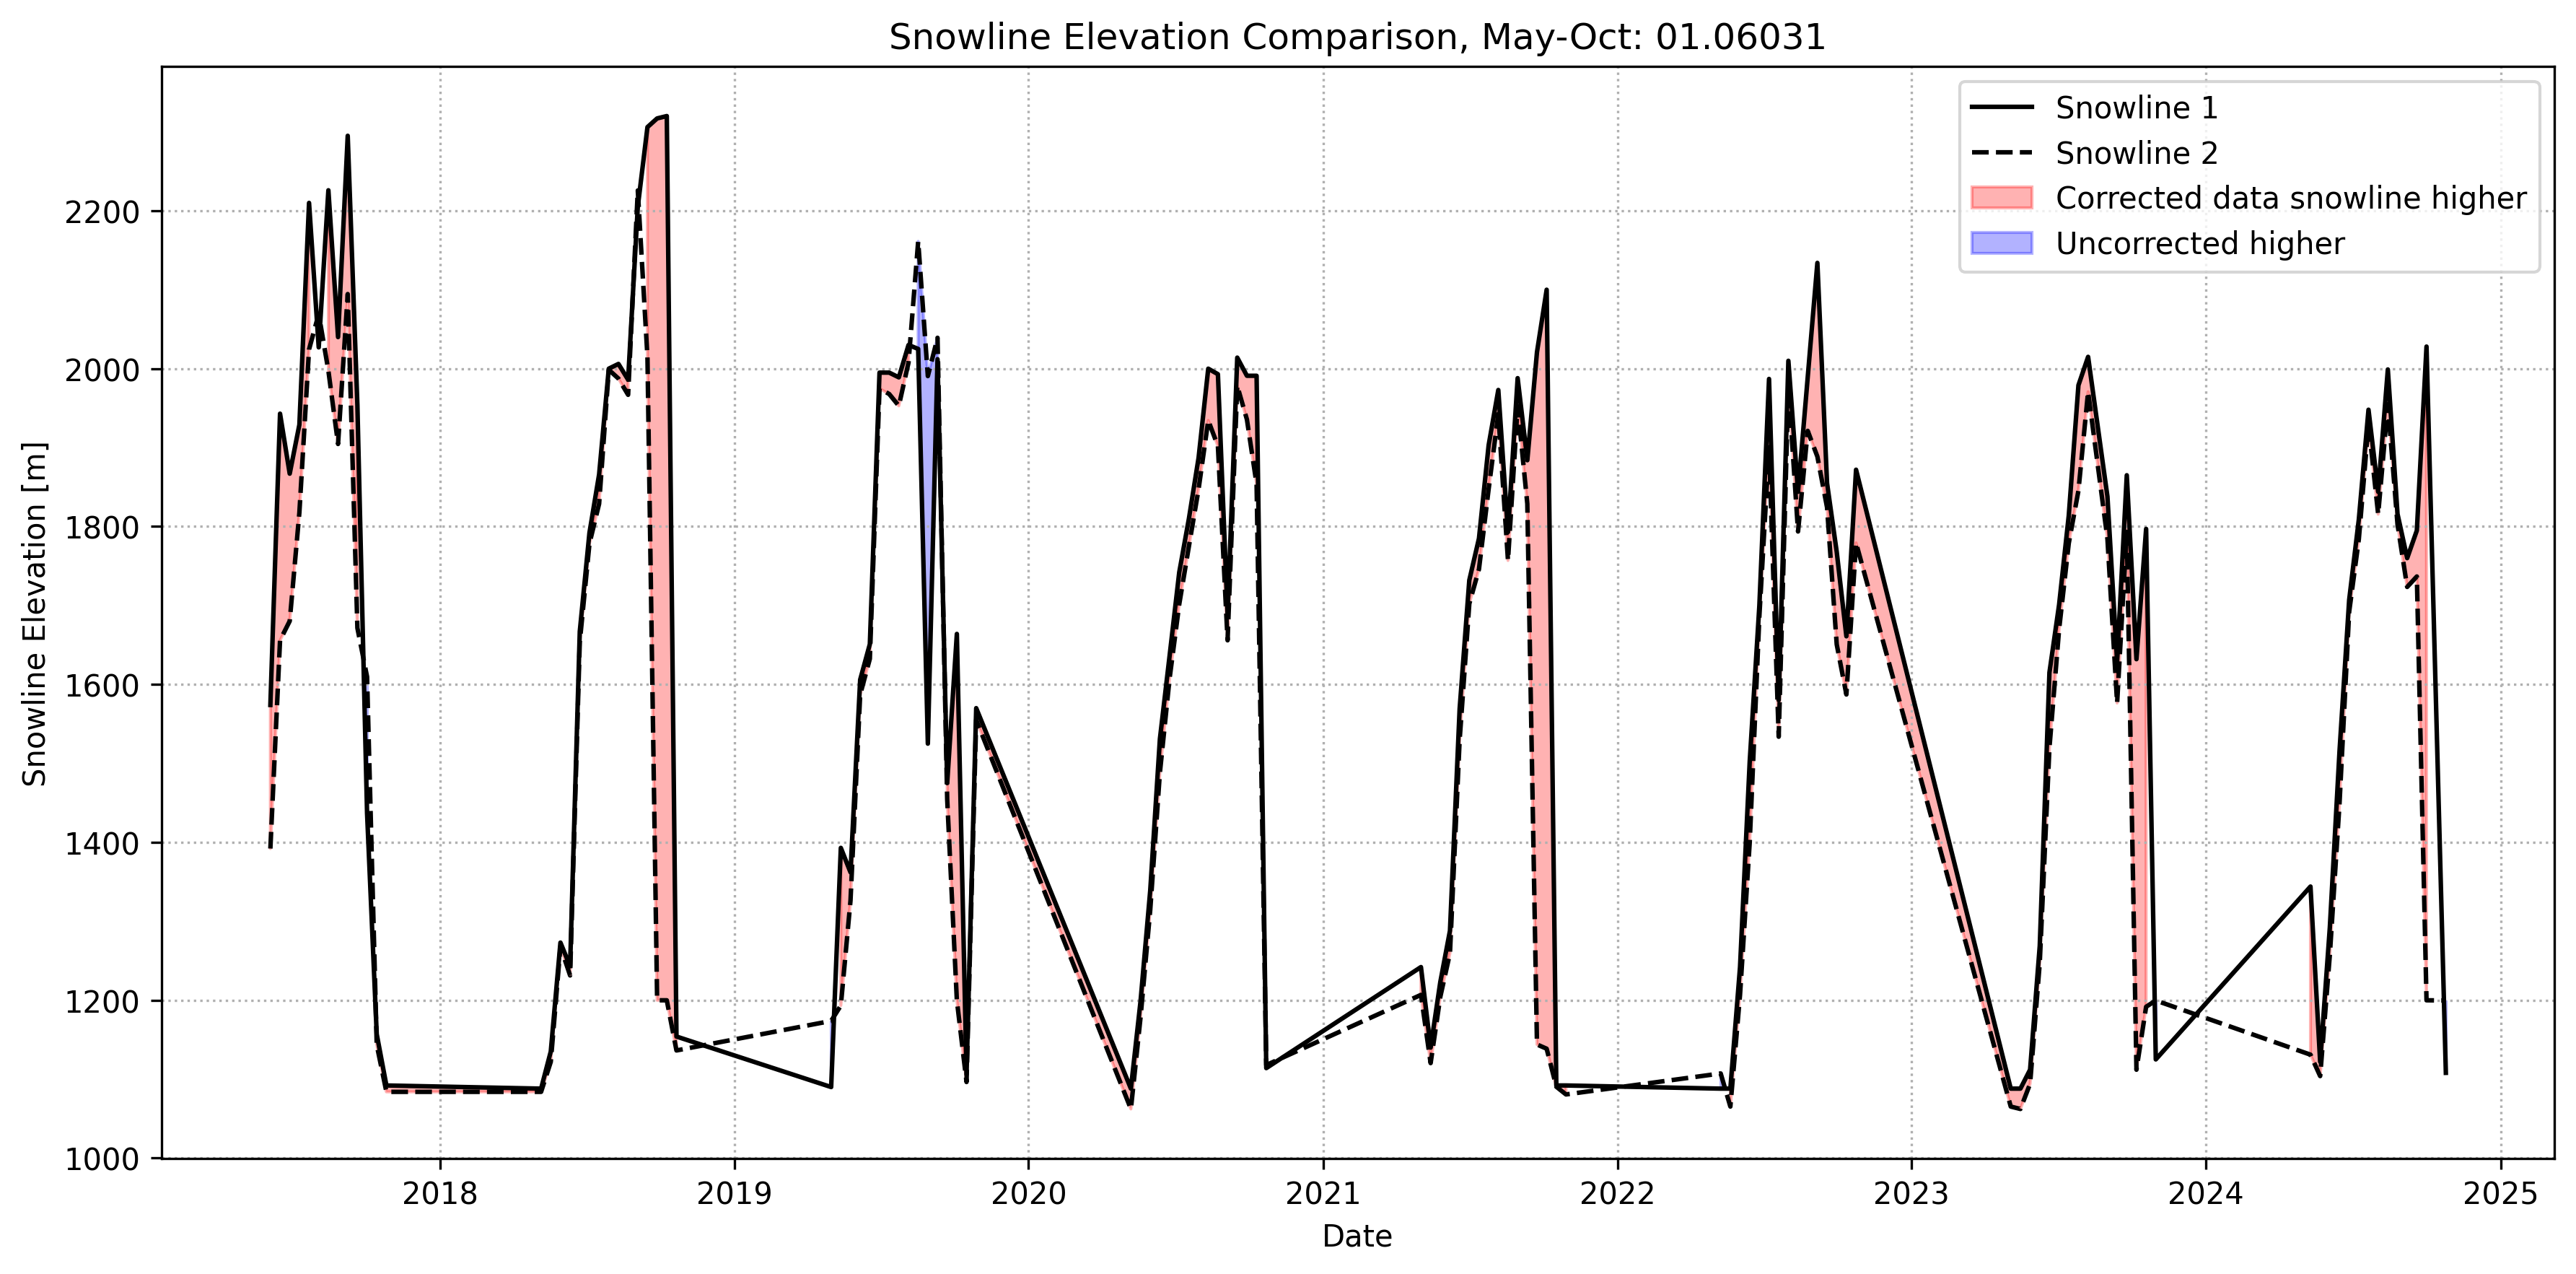 Snowline Elevation Comparison, May-Oct: 01.06031
Snowline 1
Snowline 2
Corrected data snowline higher
Uncorrected higher
Snowline Elevation [m]
2200
2000
1800
1600
1400
1200
1000
2018 2019 2020 2021 2022 2023 2024 2025
Date